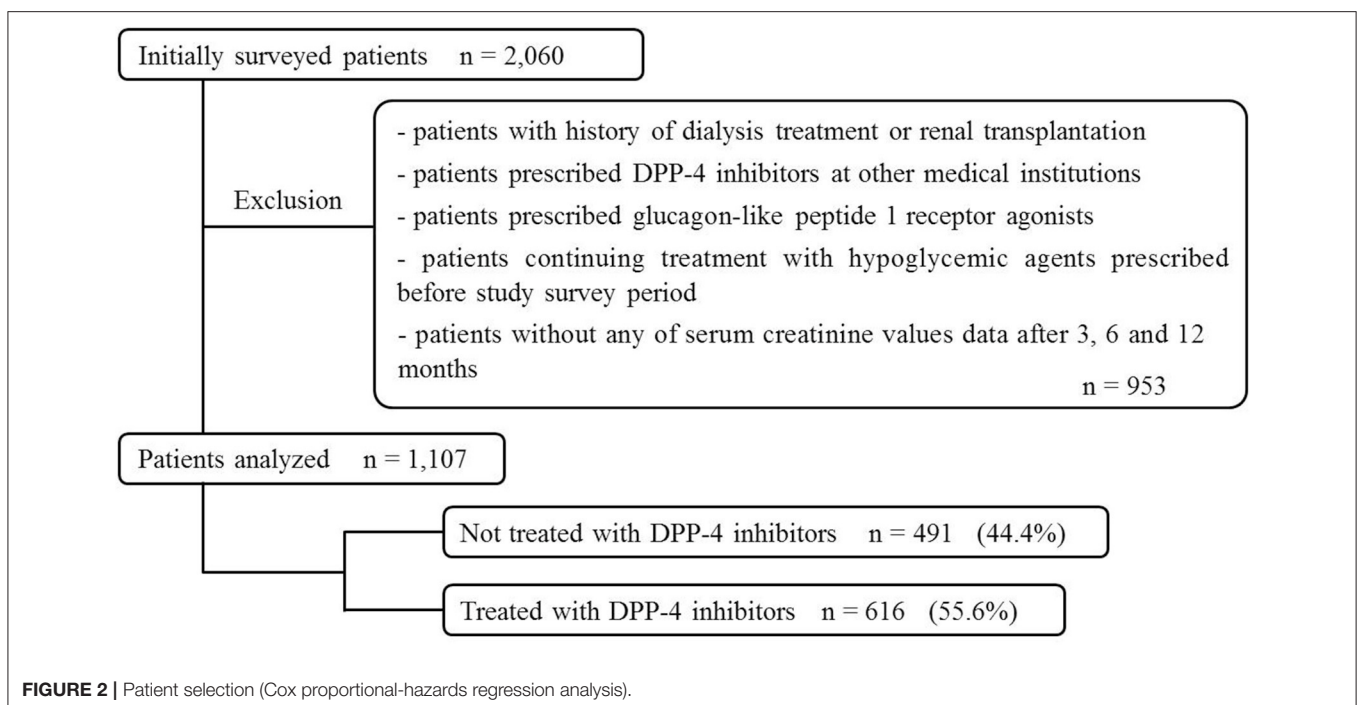 Initially surveyed patients n = 2,060
Exclusion
- patients with history of dialysis treatment or renal transplantation
- patients prescribed DPP-4 inhibitors at other medical institutions
- patients prescribed glucagon-like peptide 1 receptor agonists
- patients continuing treatment with hypoglycemic agents prescribed
before study survey period
- patients without any of serum creatinine values data after 3, 6 and 12
months
n = 953
Patients analyzed n = 1,107
Not treated with DPP-4 inhibitors n = 491 (44.4%)
Treated with DPP-4 inhibitors n = 616 (55.6%)
FIGURE 2 | Patient selection (Cox proportional-hazards regression analysis).